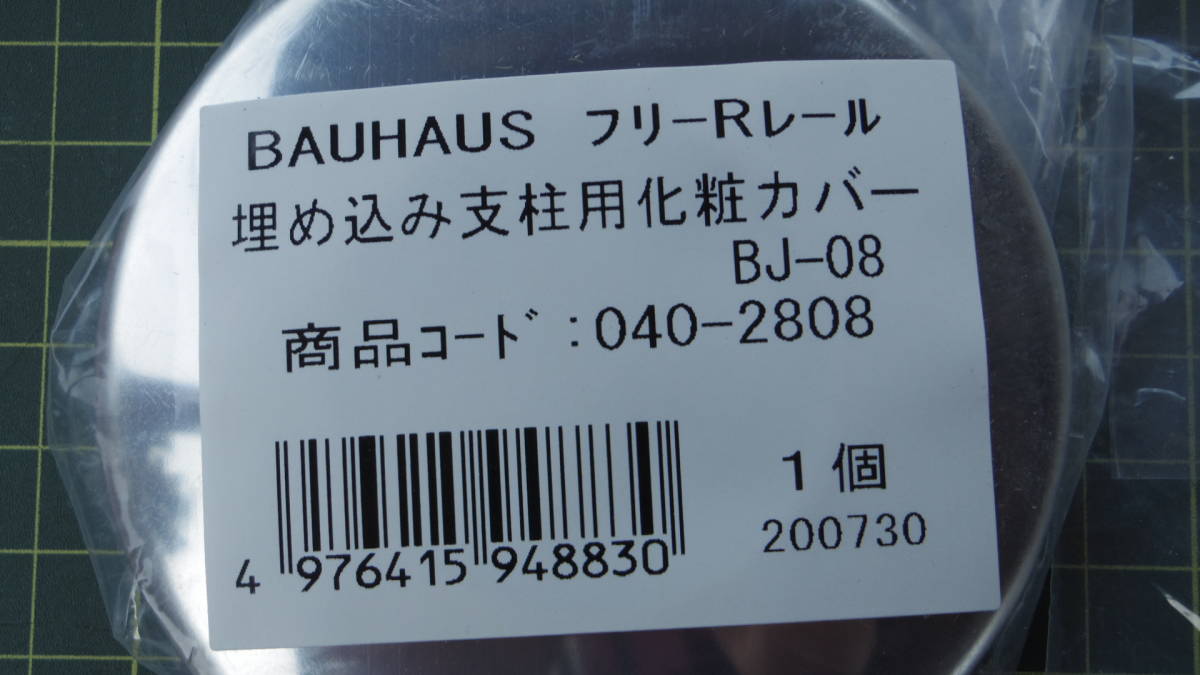 BAUHAUS フリーRレール
埋め込み支柱用化粧カバー
BJ-08
商品コード:040-2808
1個
200730
4 976415 948830